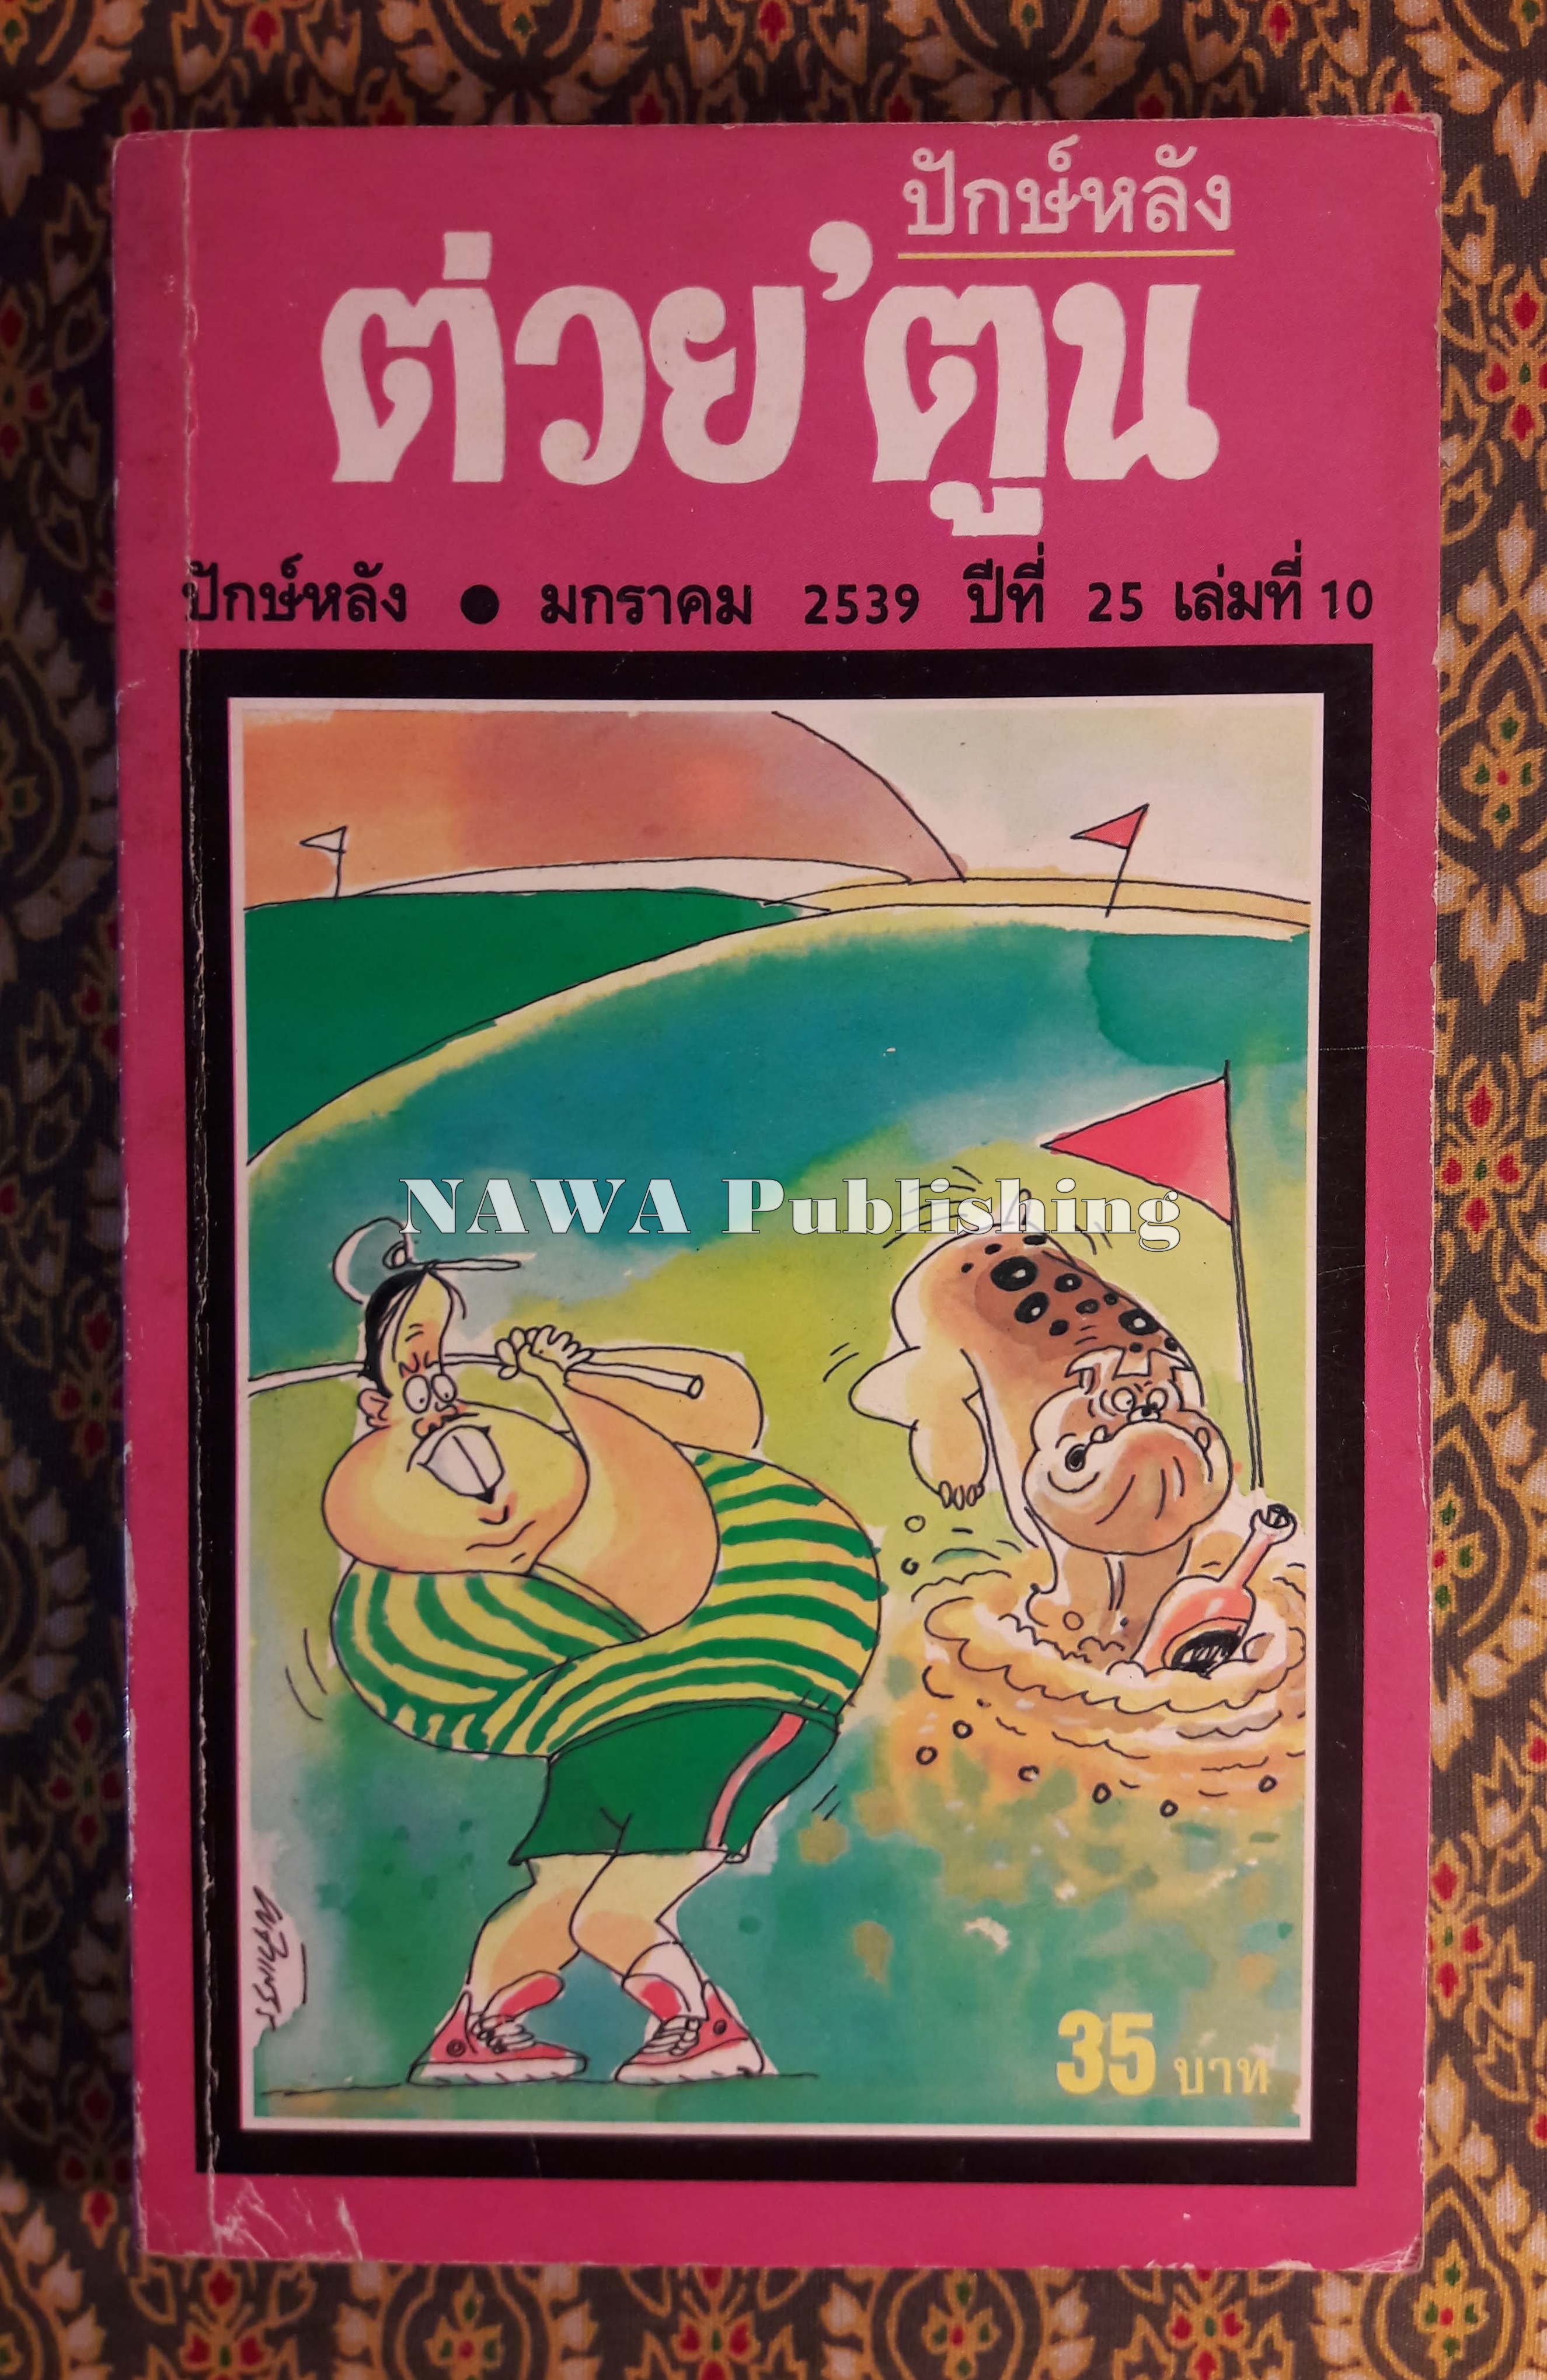 ปักษ์หลัง
ต่วย'ตูน
ปักษ์หลัง ● มกราคม 2539 ปีที่ 25 เล่มที่ 10
NAWA Publishing
35 บาท